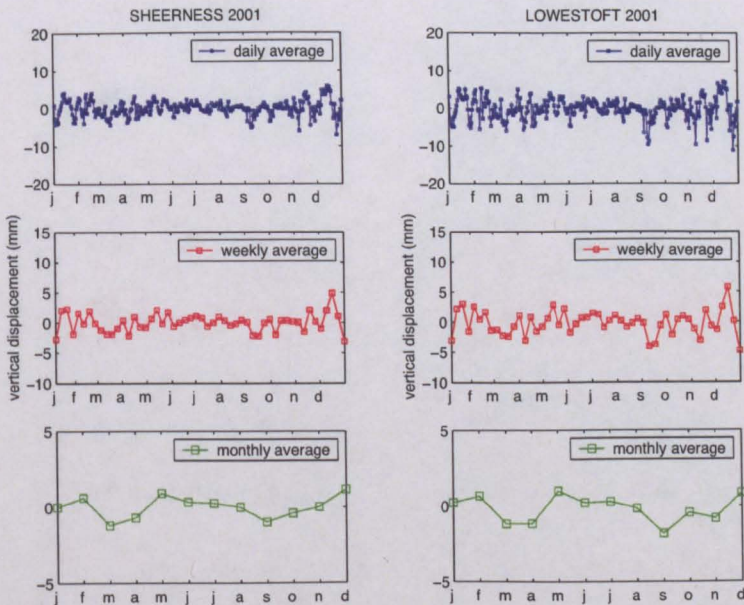 SHEERNESS 2001
daily average
20
10
0
−10
−20
j f m a m j j a s o n d
weekly average
vertical displacement (mm)
15
10
5
0
−5
−10
j f m a m j j a s o n d
monthly average
5
0
−5
j f m a m j j a s o n d
LOWESTOFT 2001
daily average
20
10
0
−10
−20
j f m a m j j a s o n d
weekly average
vertical displacement (mm)
15
10
5
0
−5
−10
j f m a m j j a s o n d
monthly average
5
0
−5
j f m a m j j a s o n d